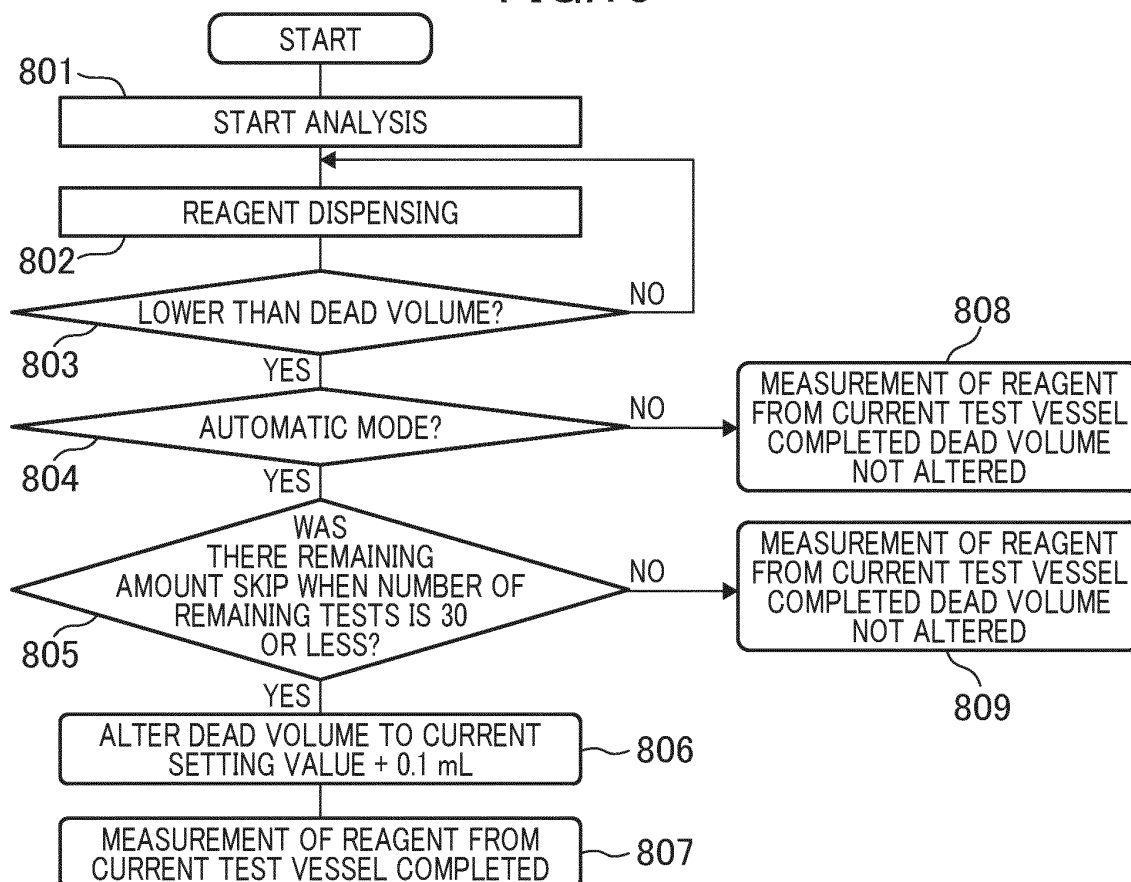 START
801
START ANALYSIS
REAGENT DISPENSING
802
LOWER THAN DEAD VOLUME?
NO
803
YES
AUTOMATIC MODE?
NO
804
YES
808
MEASUREMENT OF REAGENT
FROM CURRENT TEST VESSEL
COMPLETED DEAD VOLUME
NOT ALTERED
WAS
THERE REMAINING
AMOUNT SKIP WHEN NUMBER OF
REMAINING TESTS IS 30
OR LESS?
NO
805
YES
MEASUREMENT OF REAGENT
FROM CURRENT TEST VESSEL
COMPLETED DEAD VOLUME
NOT ALTERED
809
ALTER DEAD VOLUME TO CURRENT
SETTING VALUE + 0.1 mL
806
MEASUREMENT OF REAGENT FROM
CURRENT TEST VESSEL COMPLETED
807